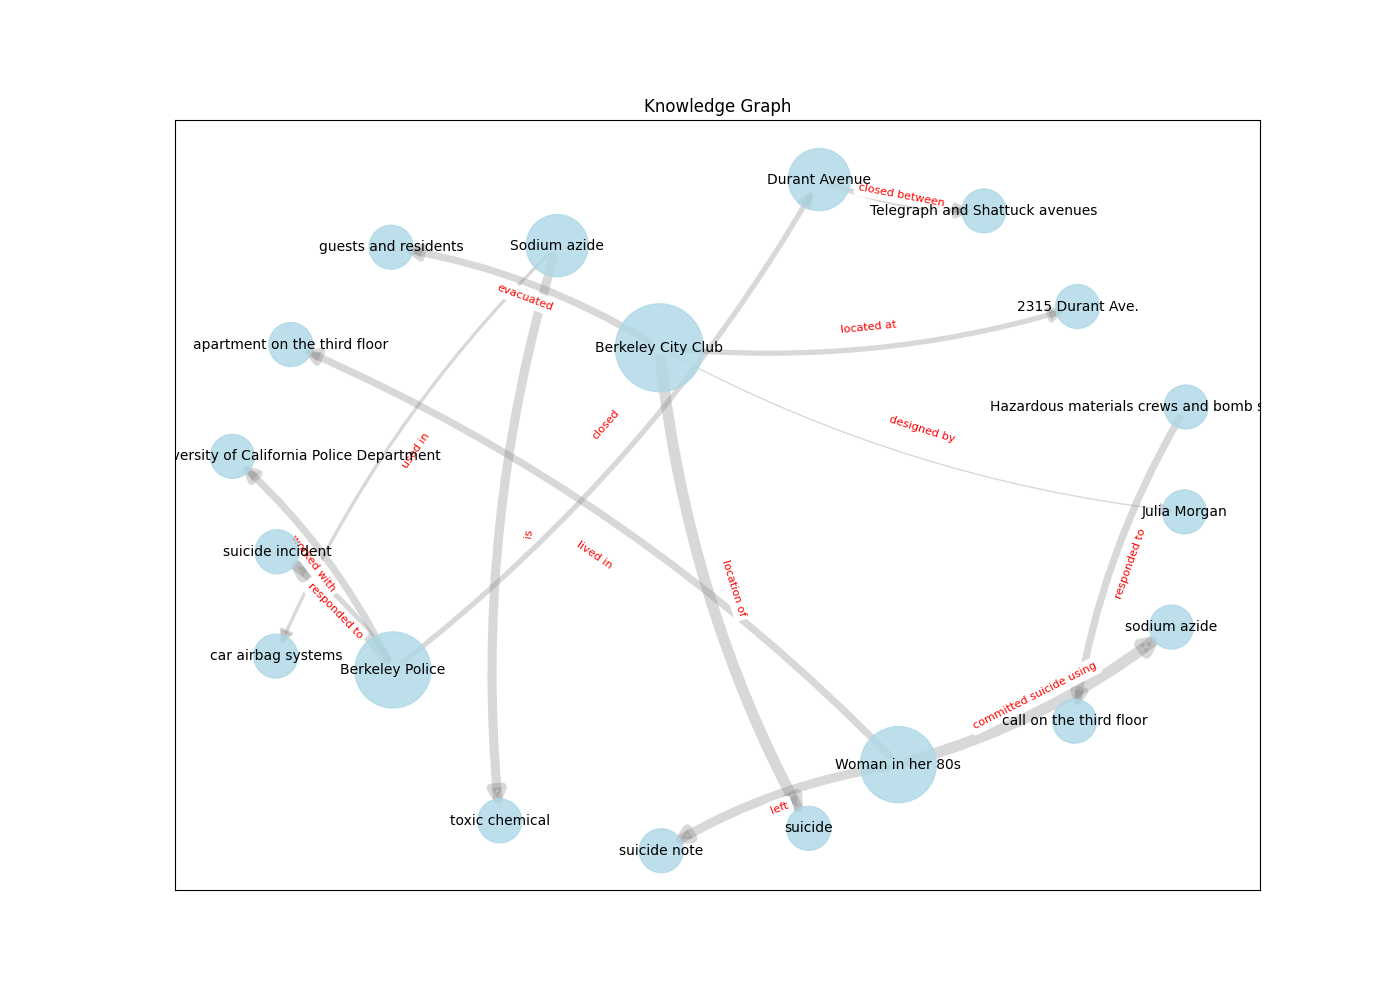 Knowledge Graph
Durant Avenue
closed between
Telegraph and Shattuck avenues
guests and residents
Sodium azide
evacuated
2315 Durant Ave.
located at
apartment on the third floor
Berkeley City Club
Hazardous materials crews and bomb
closed
designed by
used in
University of California Police Department
Julia Morgan
is
suicide incident
lived in
worked with
responded to
location of
responded to
sodium azide
car airbag systems
Berkeley Police
committed suicide using
call on the third floor
Woman in her 80s
left
toxic chemical
suicide
suicide note